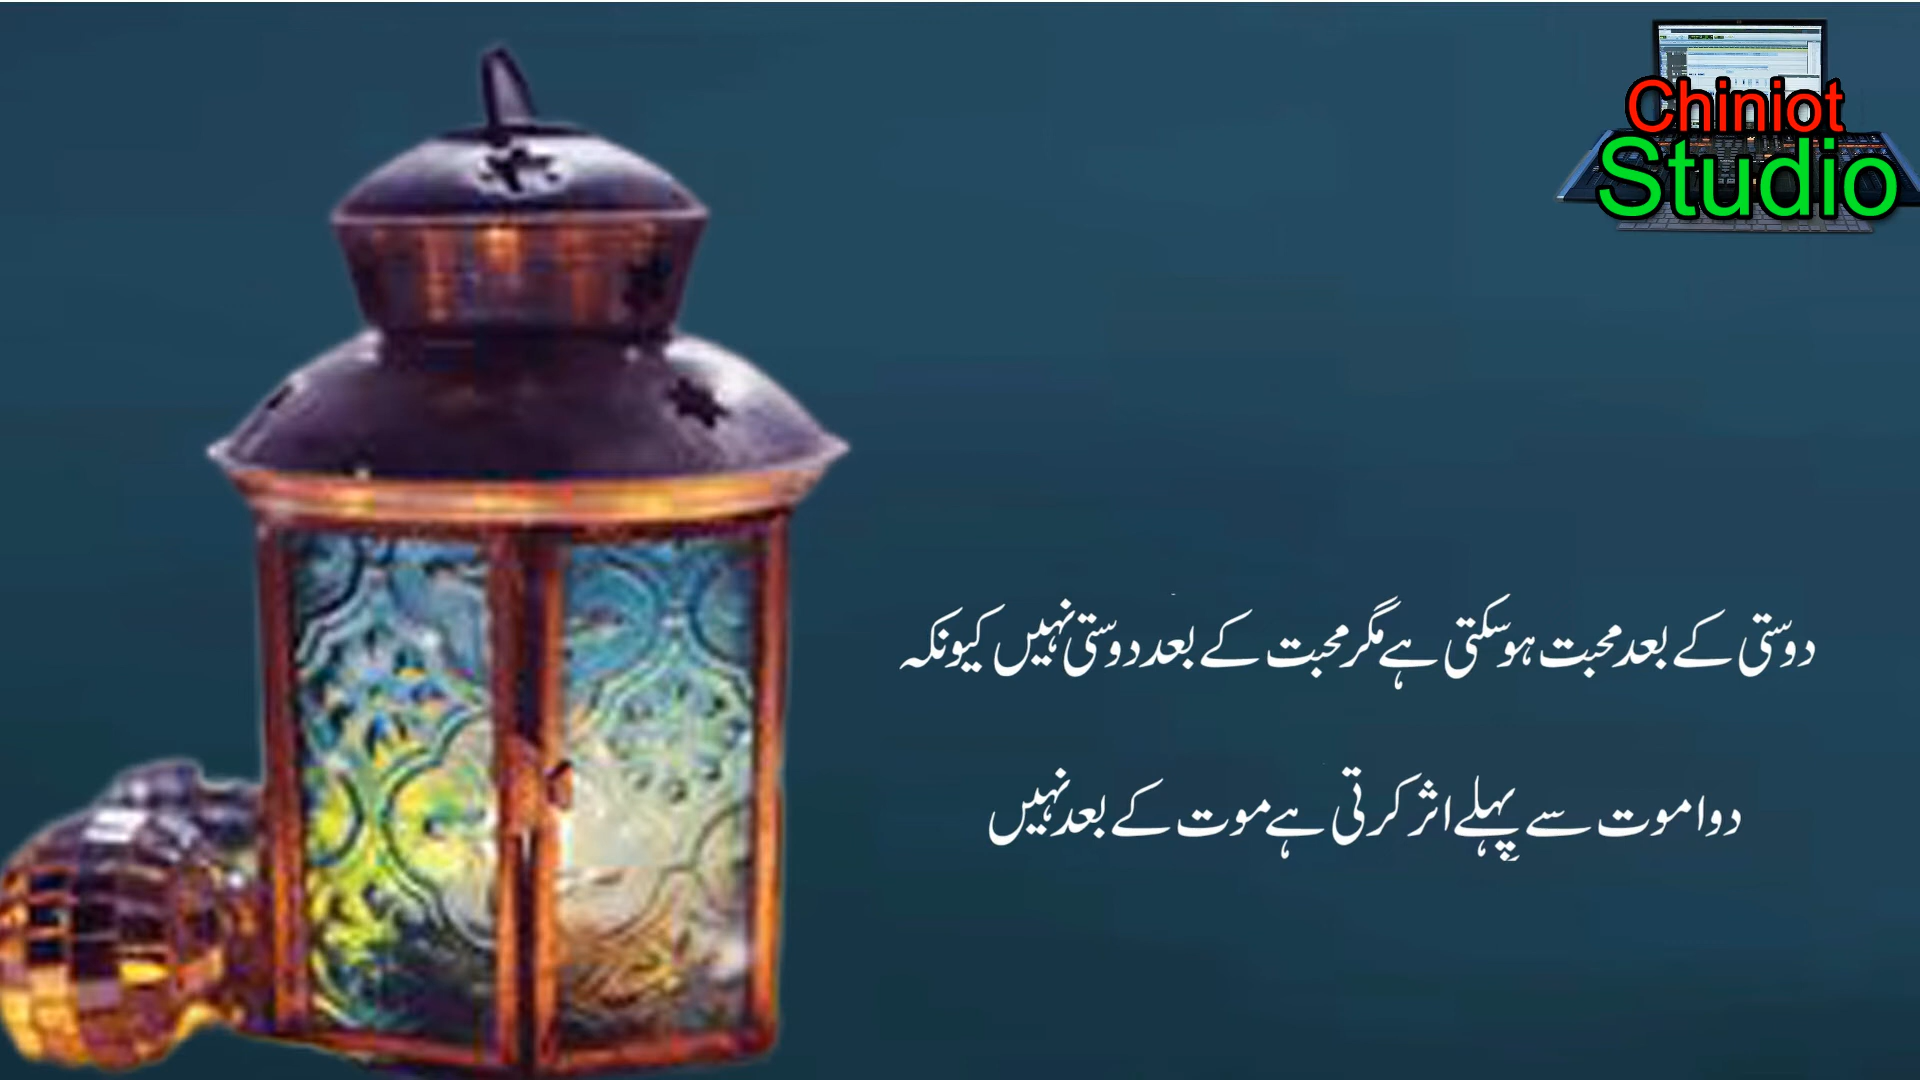 Chiniot
Studio
دوستی کے بعد محبت ہو سکتی ہے مگر محبت کے بعد دوستی نہیں کیونکہ
دوا موت سے پہلے اثر کرتی ہے موت کے بعد نہیں